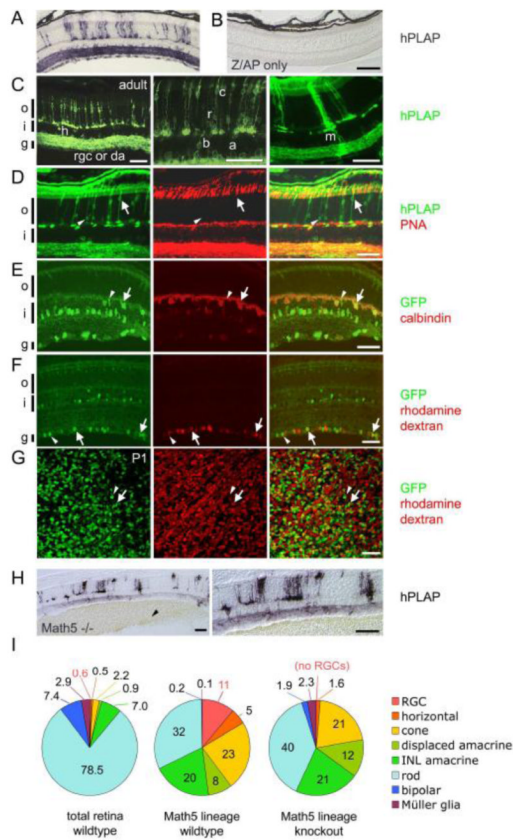 A B
hPLAP
Z/AP only
C adult c
o r hPLAP
i h b a m
g rgc or da
D
o hPLAP
PNA
i
E
o GFP
i calbindin
g
F
o GFP
i rhodamine
g dextran
G P1
GFP
rhodamine
dextran
H
hPLAP
Math5 -/-
I
(no RGCs)
2.9 0.6 0.5 2.2 0.9 7.0 7.4 78.5
0.2 0.1 11 5 23 8 20 32
1.9 2.3 1.6 21 12 21 40
RGC
horizontal
cone
displaced amacrine
INL amacrine
rod
bipolar
Müller glia
total retina
wildtype
Math5 lineage
wildtype
Math5 lineage
knockout